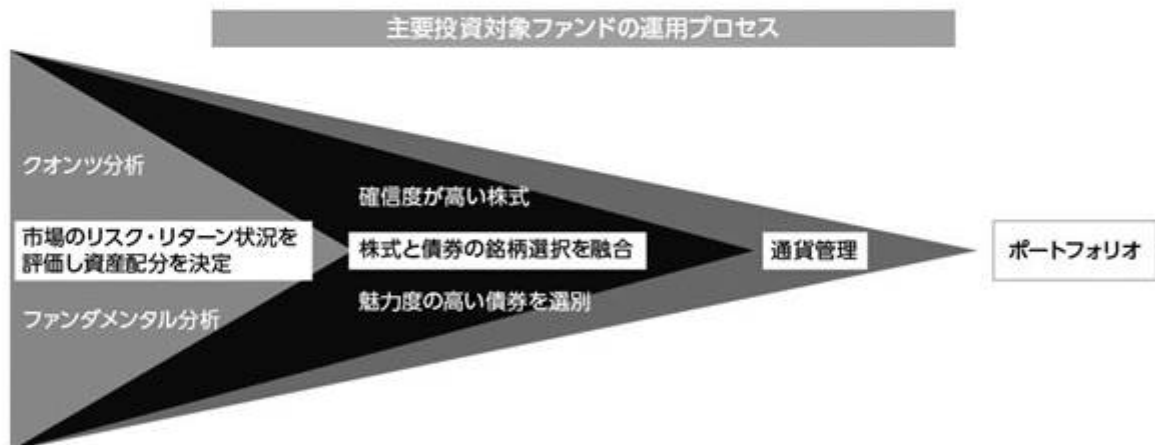 主要投資対象ファンドの運用プロセス
クオンツ分析
市場のリスク・リターン状況を
評価し資産配分を決定
ファンダメンタル分析
確信度が高い株式
株式と債券の銘柄選択を融合
魅力度の高い債券を選別
通貨管理
ポートフォリオ